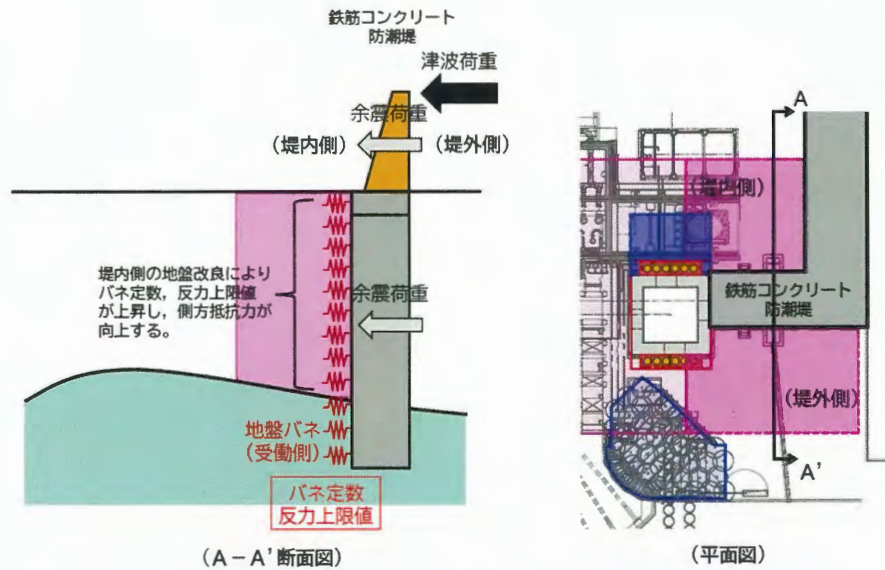 鉄筋コンクリート
防潮堤
津波荷重
余震荷重
（堤内側）
（堤外側）
堤内側の地盤改良により
バネ定数，反力上限値
が上昇し，側方抵抗力が
向上する。
余震荷重
地盤バネ
（受働側）
バネ定数
反力上限値
（A－A'断面図）
A
（堤内側）
鉄筋コンクリート
防潮堤
（堤外側）
A'
（平面図）